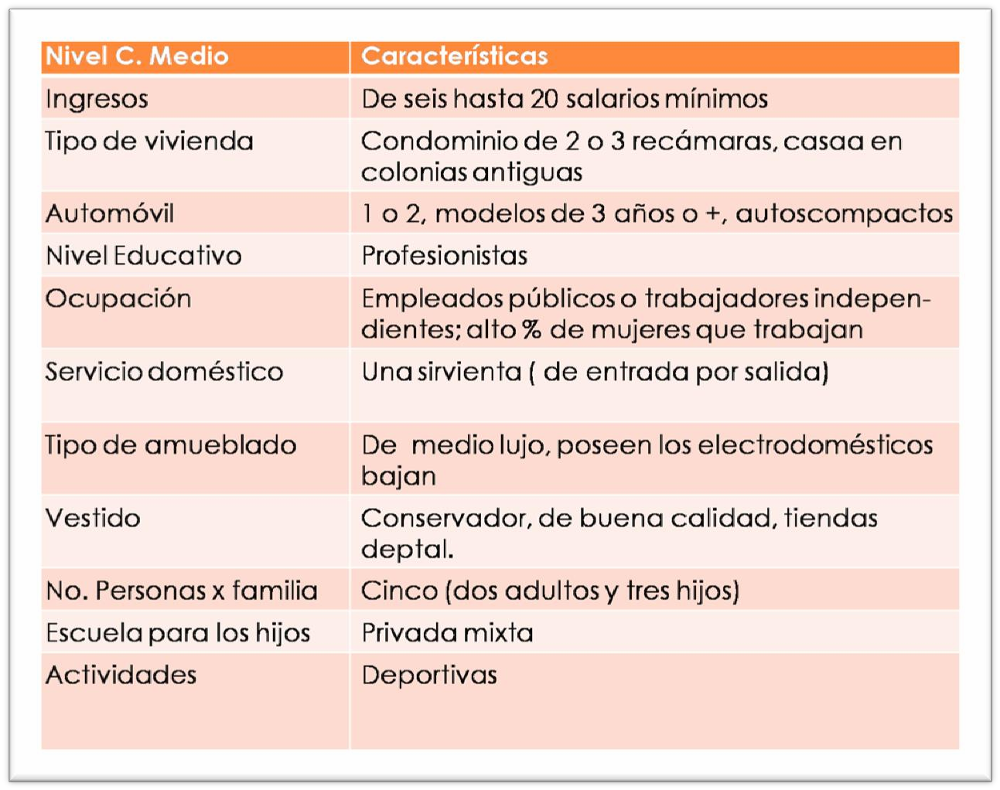 Nivel C. Medio Características
Ingresos De seis hasta 20 salarios mínimos
Tipo de vivienda Condominio de 2 o 3 recámaras, casaa en
colonias antiguas
Automóvil 1 o 2, modelos de 3 años o +, autoscompactos
Nivel Educativo Profesionistas
Ocupación Empleados públicos o trabajadores indepen-
dientes; alto % de mujeres que trabajan
Servicio doméstico Una sirvienta ( de entrada por salida)
Tipo de amueblado De medio lujo, poseen los electrodomésticos
bajan
Vestido Conservador, de buena calidad, tiendas
deptal.
No. Personas x familia Cinco (dos adultos y tres hijos)
Escuela para los hijos Privada mixta
Actividades Deportivas